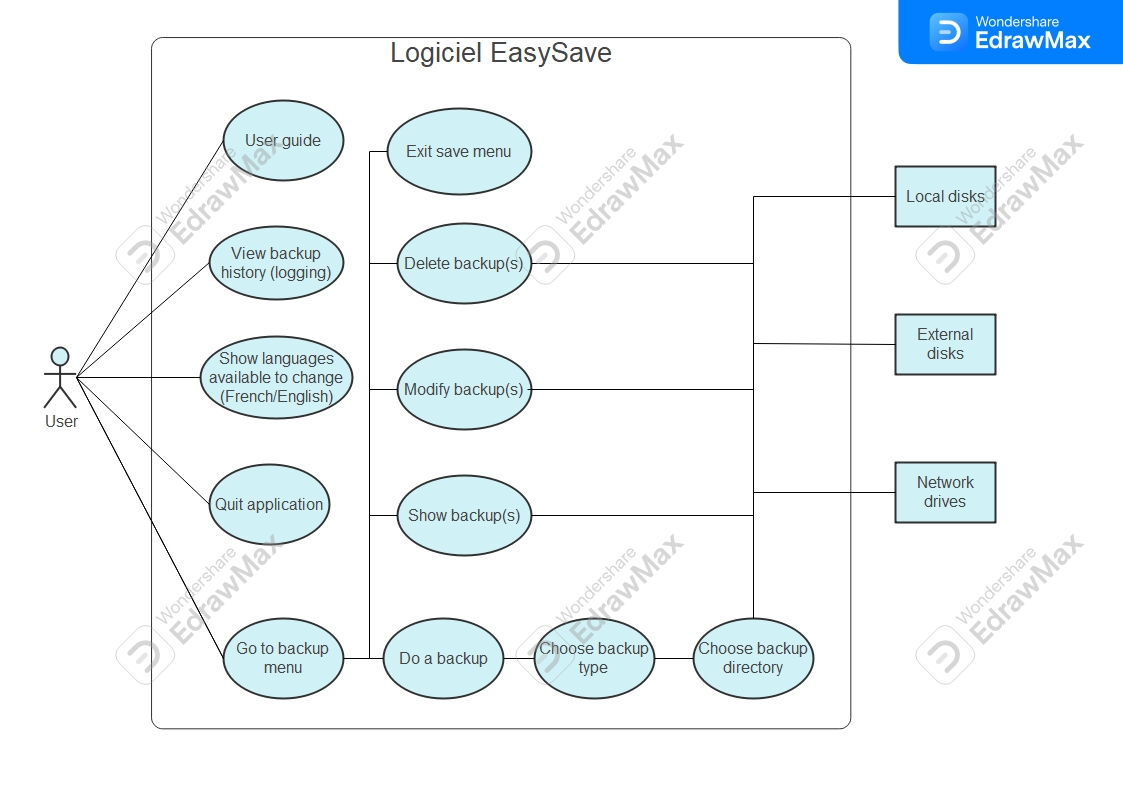 Wondershare
EdrawMax
Logiciel EasySave
User guide
Exit save menu
Local disks
View backup
history (logging)
Delete backup(s)
External
disks
Show languages
available to change
(French/English)
Modify backup(s)
User
Network
drives
Quit application
Show backup(s)
Go to backup
menu
Do a backup
Choose backup
type
Choose backup
directory
Wondershare
EdrawMax
Wondershare
EdrawMax
Wondershare
EdrawMax
Wondershare
EdrawMax
Wondershare
EdrawMax
Wondershare
EdrawMax